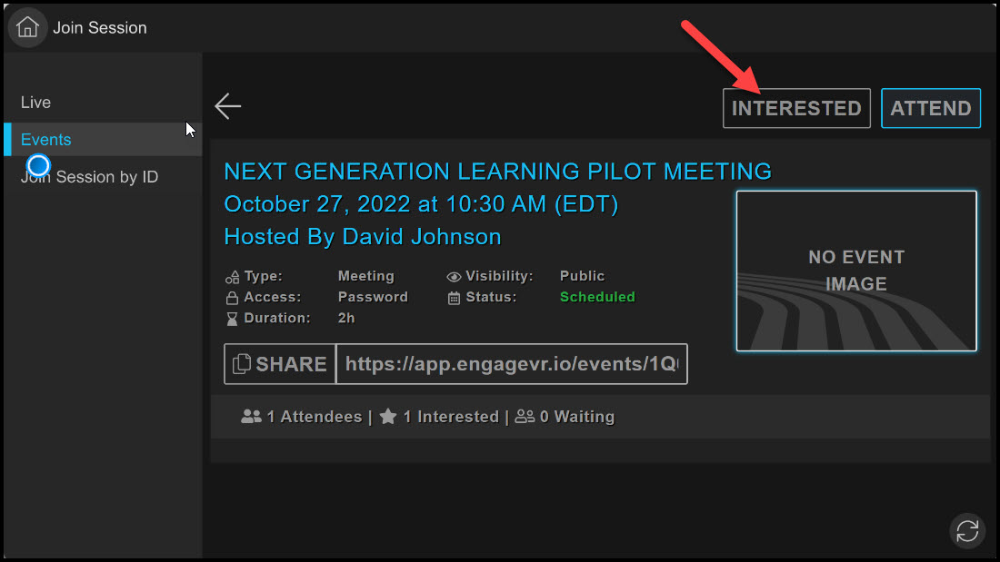 Join Session
Live
Events
Join Session by ID
INTERESTED
ATTEND
NEXT GENERATION LEARNING PILOT MEETING
October 27, 2022 at 10:30 AM (EDT)
Hosted By David Johnson
NO EVENT
IMAGE
Type: Meeting Visibility: Public
Access: Password Status: Scheduled
Duration: 2h
SHARE https://app.engagevr.io/events/1Q
1 Attendees | 1 Interested | 0 Waiting